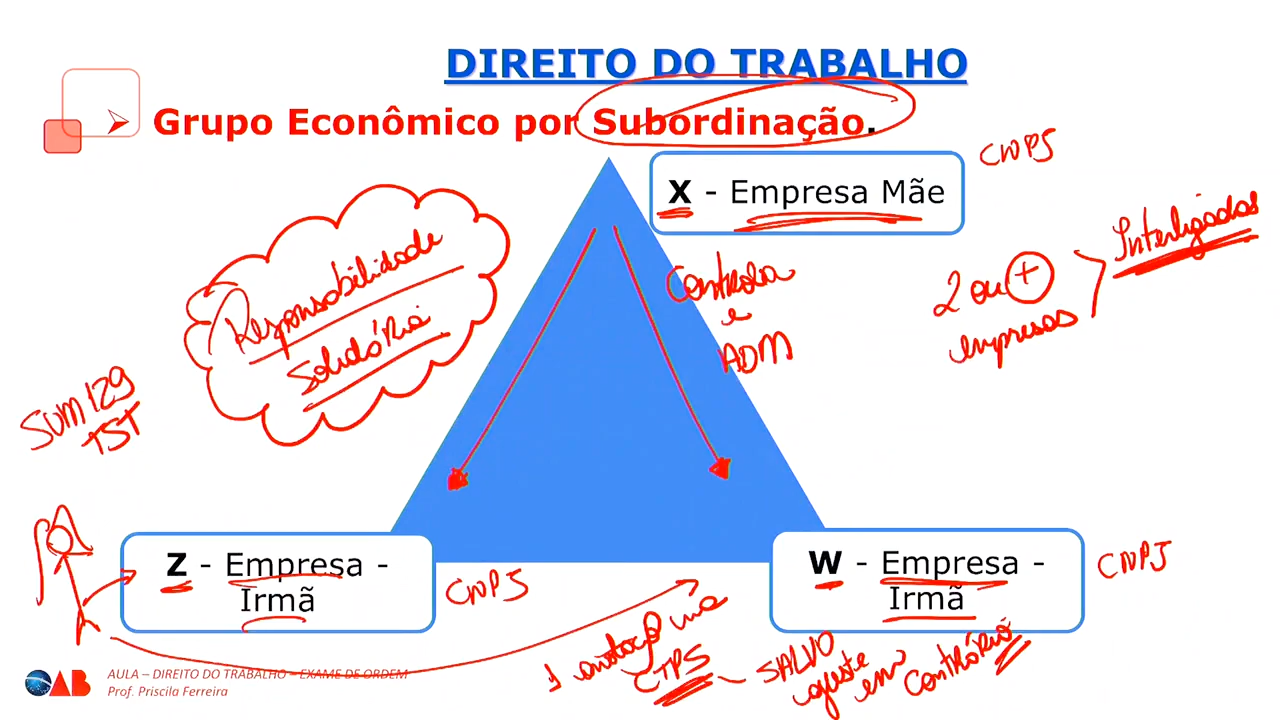 DIREITO DO TRABALHO
Grupo Econômico por Subordinação.
CNPJ
X - Empresa Mãe
Interligadas
Responsabilidade
Solidária
Controla
e
ADM
2 ou +
empresas
SUM 129
TST
Z - Empresa -
Irmã
CNPJ
W - Empresa -
Irmã
CNPJ
1 anotação na
CTPS - SALVO
ajuste em
contrário
OAB
AULA – DIREITO DO TRABALHO – EXAME DE ORDEM
Prof. Priscila Ferreira